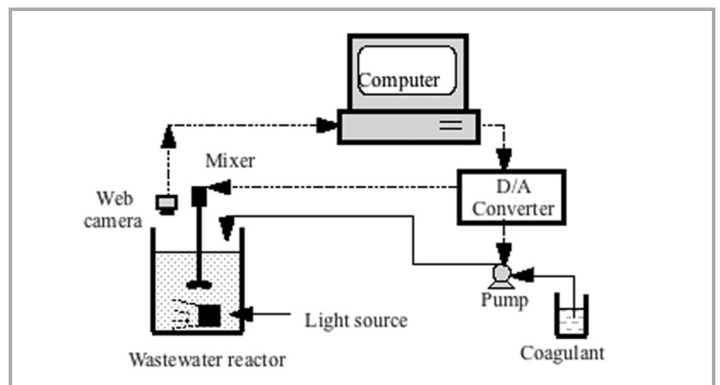 Computer
Mixer
D/A
Converter
Web
camera
Pump
Light source
Coagulant
Wastewater reactor